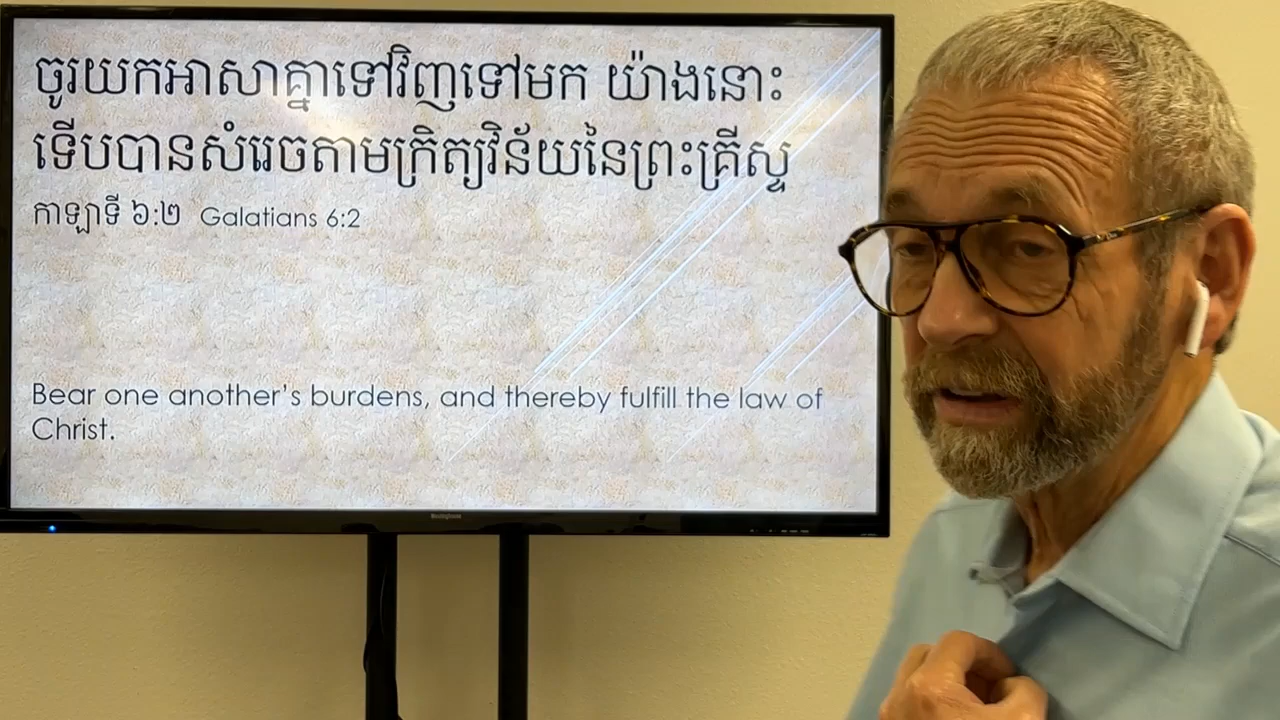 ចូរយកអាសាគ្នាទៅវិញទៅមក យ៉ាងនោះ
ទើបបានសំរេចតាមក្រិត្យវិន័យនៃព្រះគ្រីស្ទ
កាឡាទី ៦:២ Galatians 6:2
Bear one another’s burdens, and thereby fulfill the law of
Christ.
Westinghouse